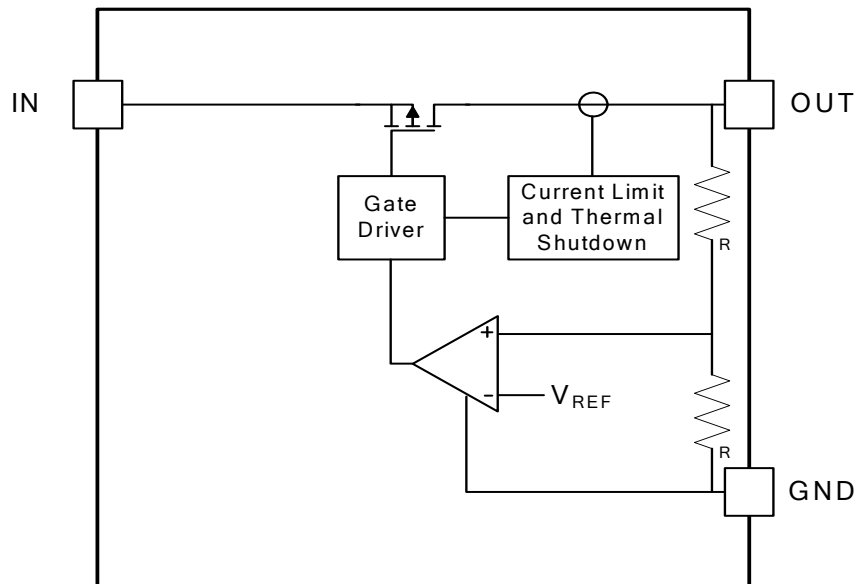 IN
OUT
Gate
Driver
Current Limit
and Thermal
Shutdown
R
+
-
VREF
R
GND